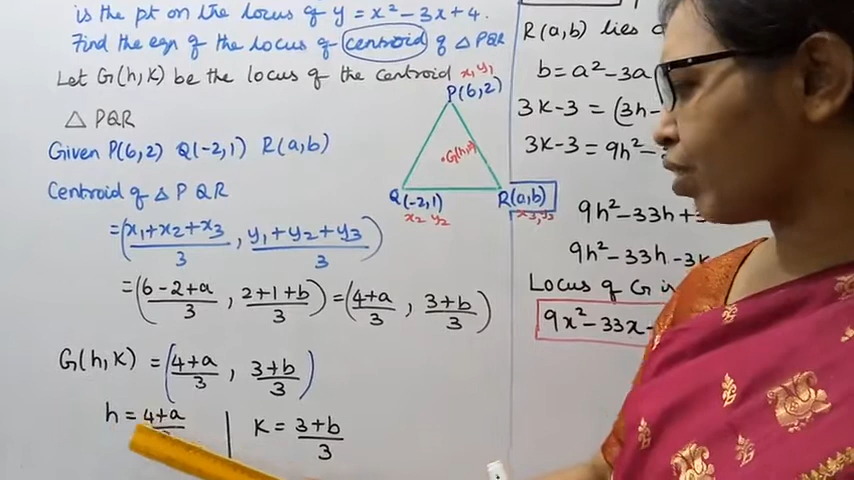 is the pt on the locus of y = x² − 3x + 4.
Find the eqn of the locus of centroid of △ PQR
Let G(h,K) be the locus of the centroid
△ PQR
Given P(6,2) Q(-2,1) R(a,b)
Centroid of △ PQR
= (x₁+x₂+x₃/3 , y₁+y₂+y₃/3)
= (6-2+a/3 , 2+1+b/3) = (4+a/3 , 3+b/3)
G(h,K) = (4+a/3 , 3+b/3)
h = 4+a | K = 3+b/3
x₁ y₁
P(6,2)
G(h,k)
Q(-2,1)
x₂ y₂
R(a,b)
x₃, y₃
R(a,b) lies
b = a² − 3a
3K − 3 = (3h −
3K − 3 = 9h² −
9h² − 33h +
9h² − 33h − 3K
Locus of G is
9x² − 33x −